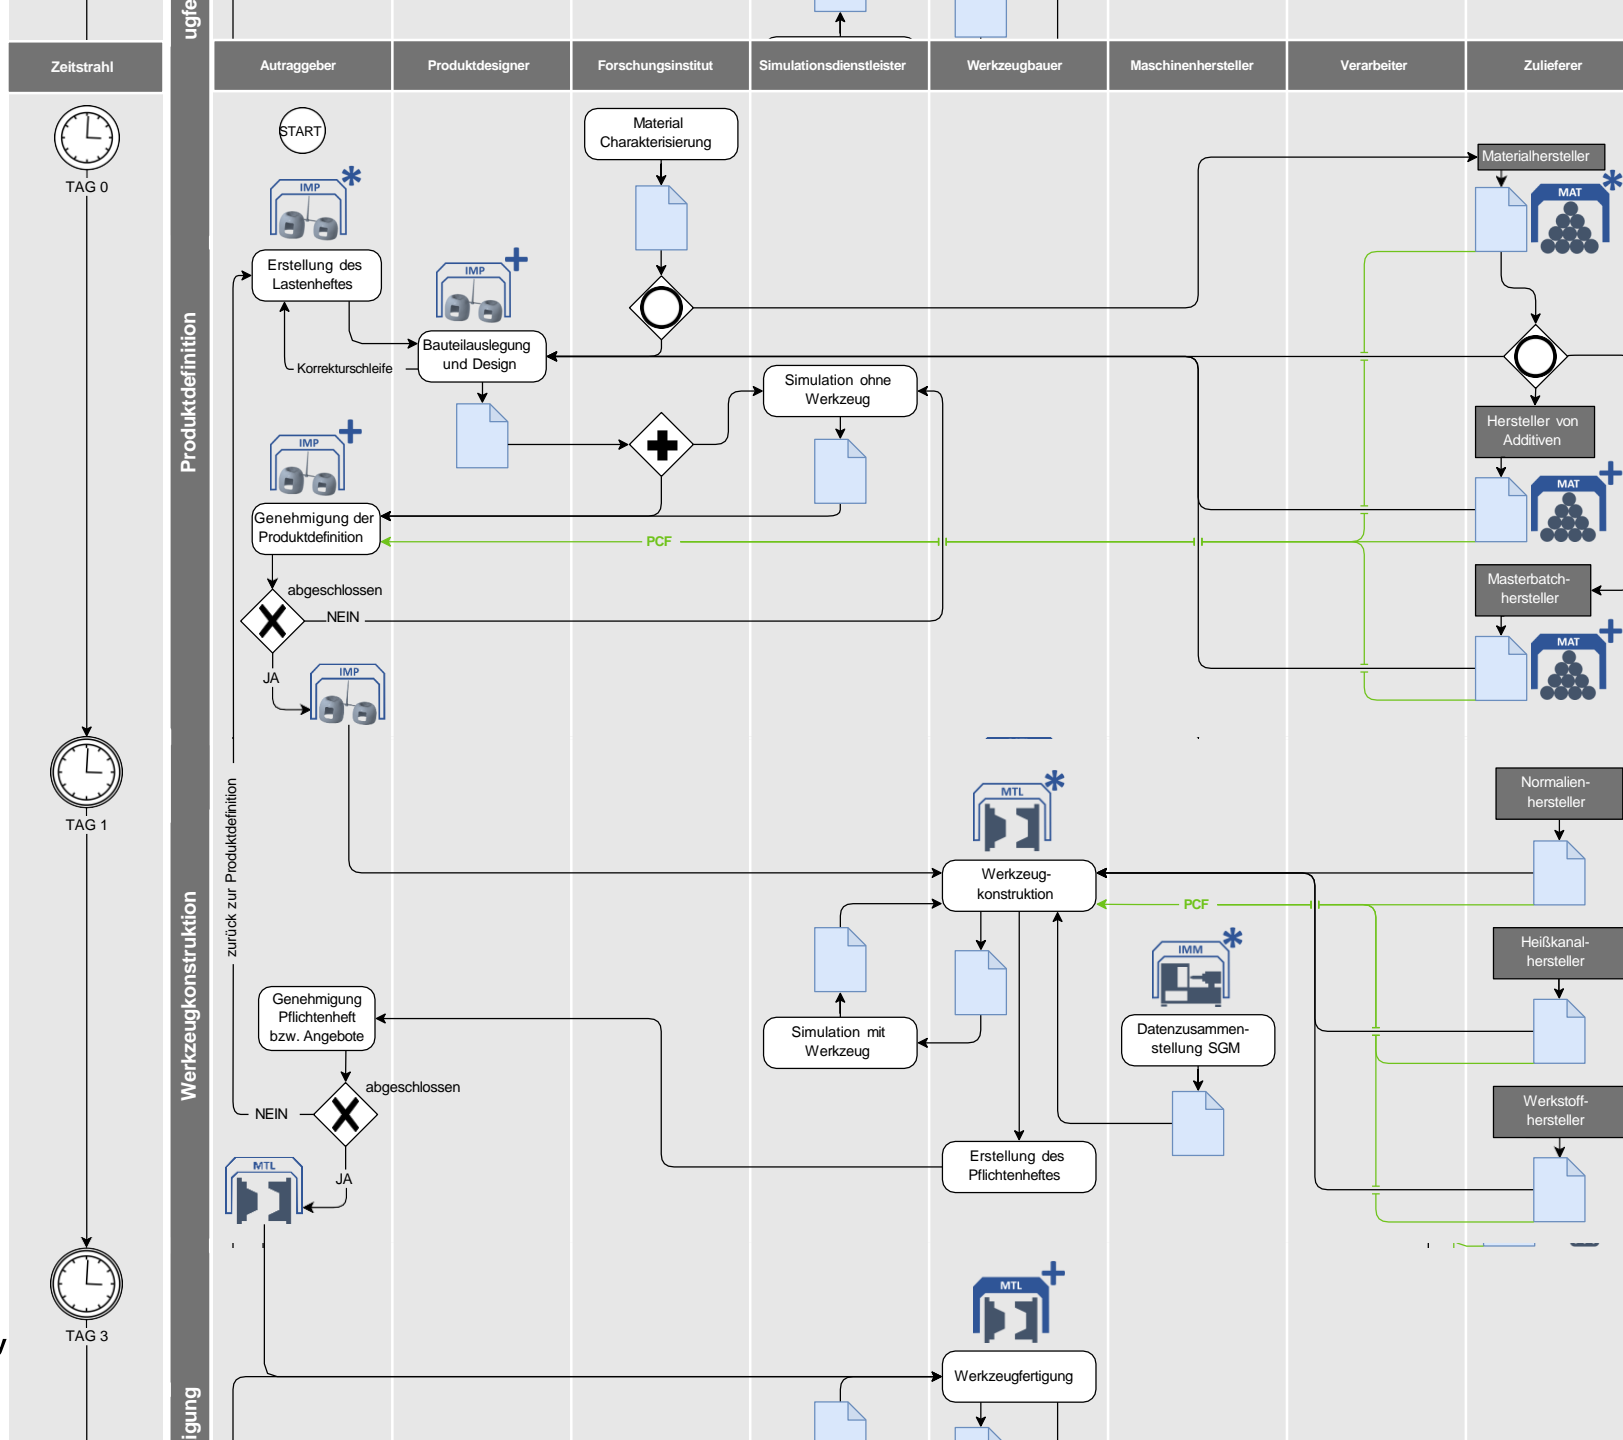 ugfe
Zeitstrahl
Autraggeber
Produktdesigner
Forschungsinstitut
Simulationsdienstleister
Werkzeugbauer
Maschinenhersteller
Verarbeiter
Zulieferer
TAG 0
START
Material
Charakterisierung
Materialhersteller
IMP
MAT
Produktdefinition
Erstellung des
Lastenheftes
IMP
Bauteilauslegung
und Design
Korrekturschleife
Simulation ohne
Werkzeug
Hersteller von
Additiven
IMP
MAT
Genehmigung der
Produktdefinition
PCF
abgeschlossen
NEIN
Masterbatch-
hersteller
MAT
JA
IMP
TAG 1
zurück zur Produktdefinition
Werkzeugkonstruktion
MTL
Normalien-
hersteller
Werkzeug-
konstruktion
PCF
IMM
Heißkanal-
hersteller
Genehmigung
Pflichtenheft
bzw. Angebote
Simulation mit
Werkzeug
Datenzusammen-
stellung SGM
abgeschlossen
NEIN
Werkstoff-
hersteller
Erstellung des
Pflichtenheftes
MTL
JA
TAG 3
MTL
Werkzeugfertigung
igung